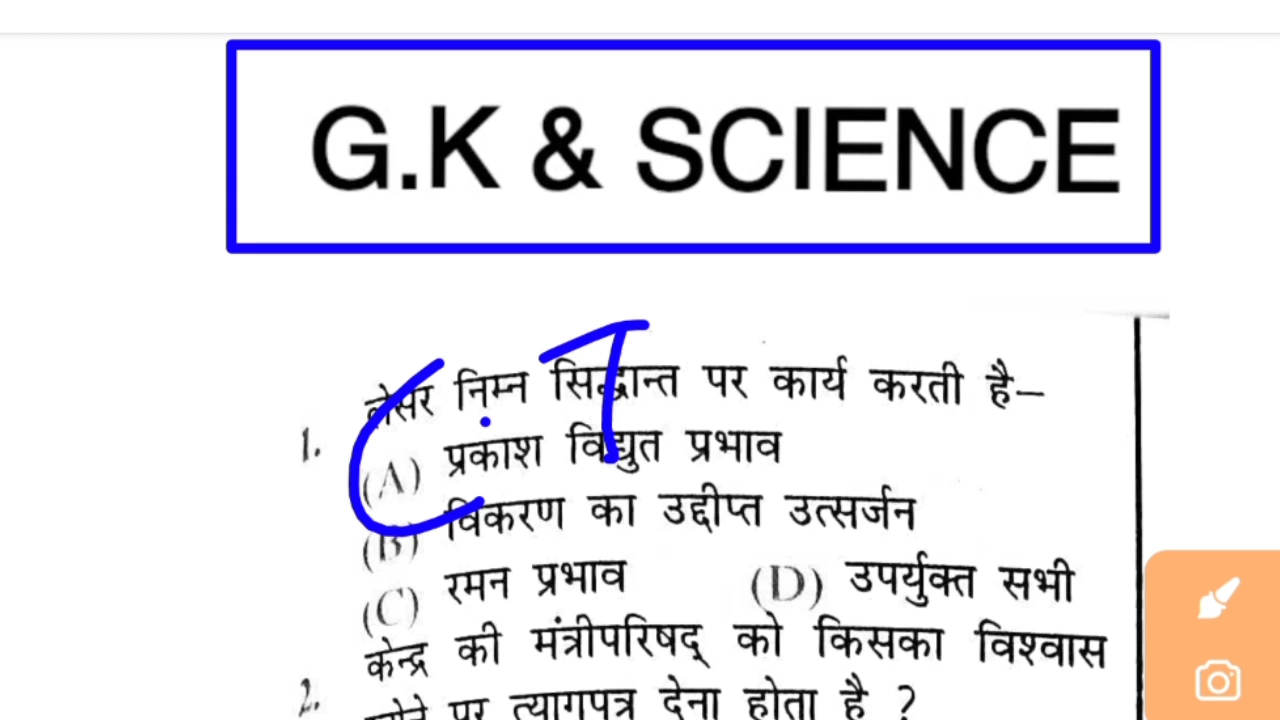 G.K & SCIENCE
1. लेसर निम्न सिद्धान्त पर कार्य करती है–
(A) प्रकाश विद्युत प्रभाव
(B) विकरण का उद्दीप्त उत्सर्जन
(C) रमन प्रभाव (D) उपर्युक्त सभी
2. केन्द्र की मंत्रीपरिषद् को किसका विश्वास
पर त्यागपत्र देना होता है ?